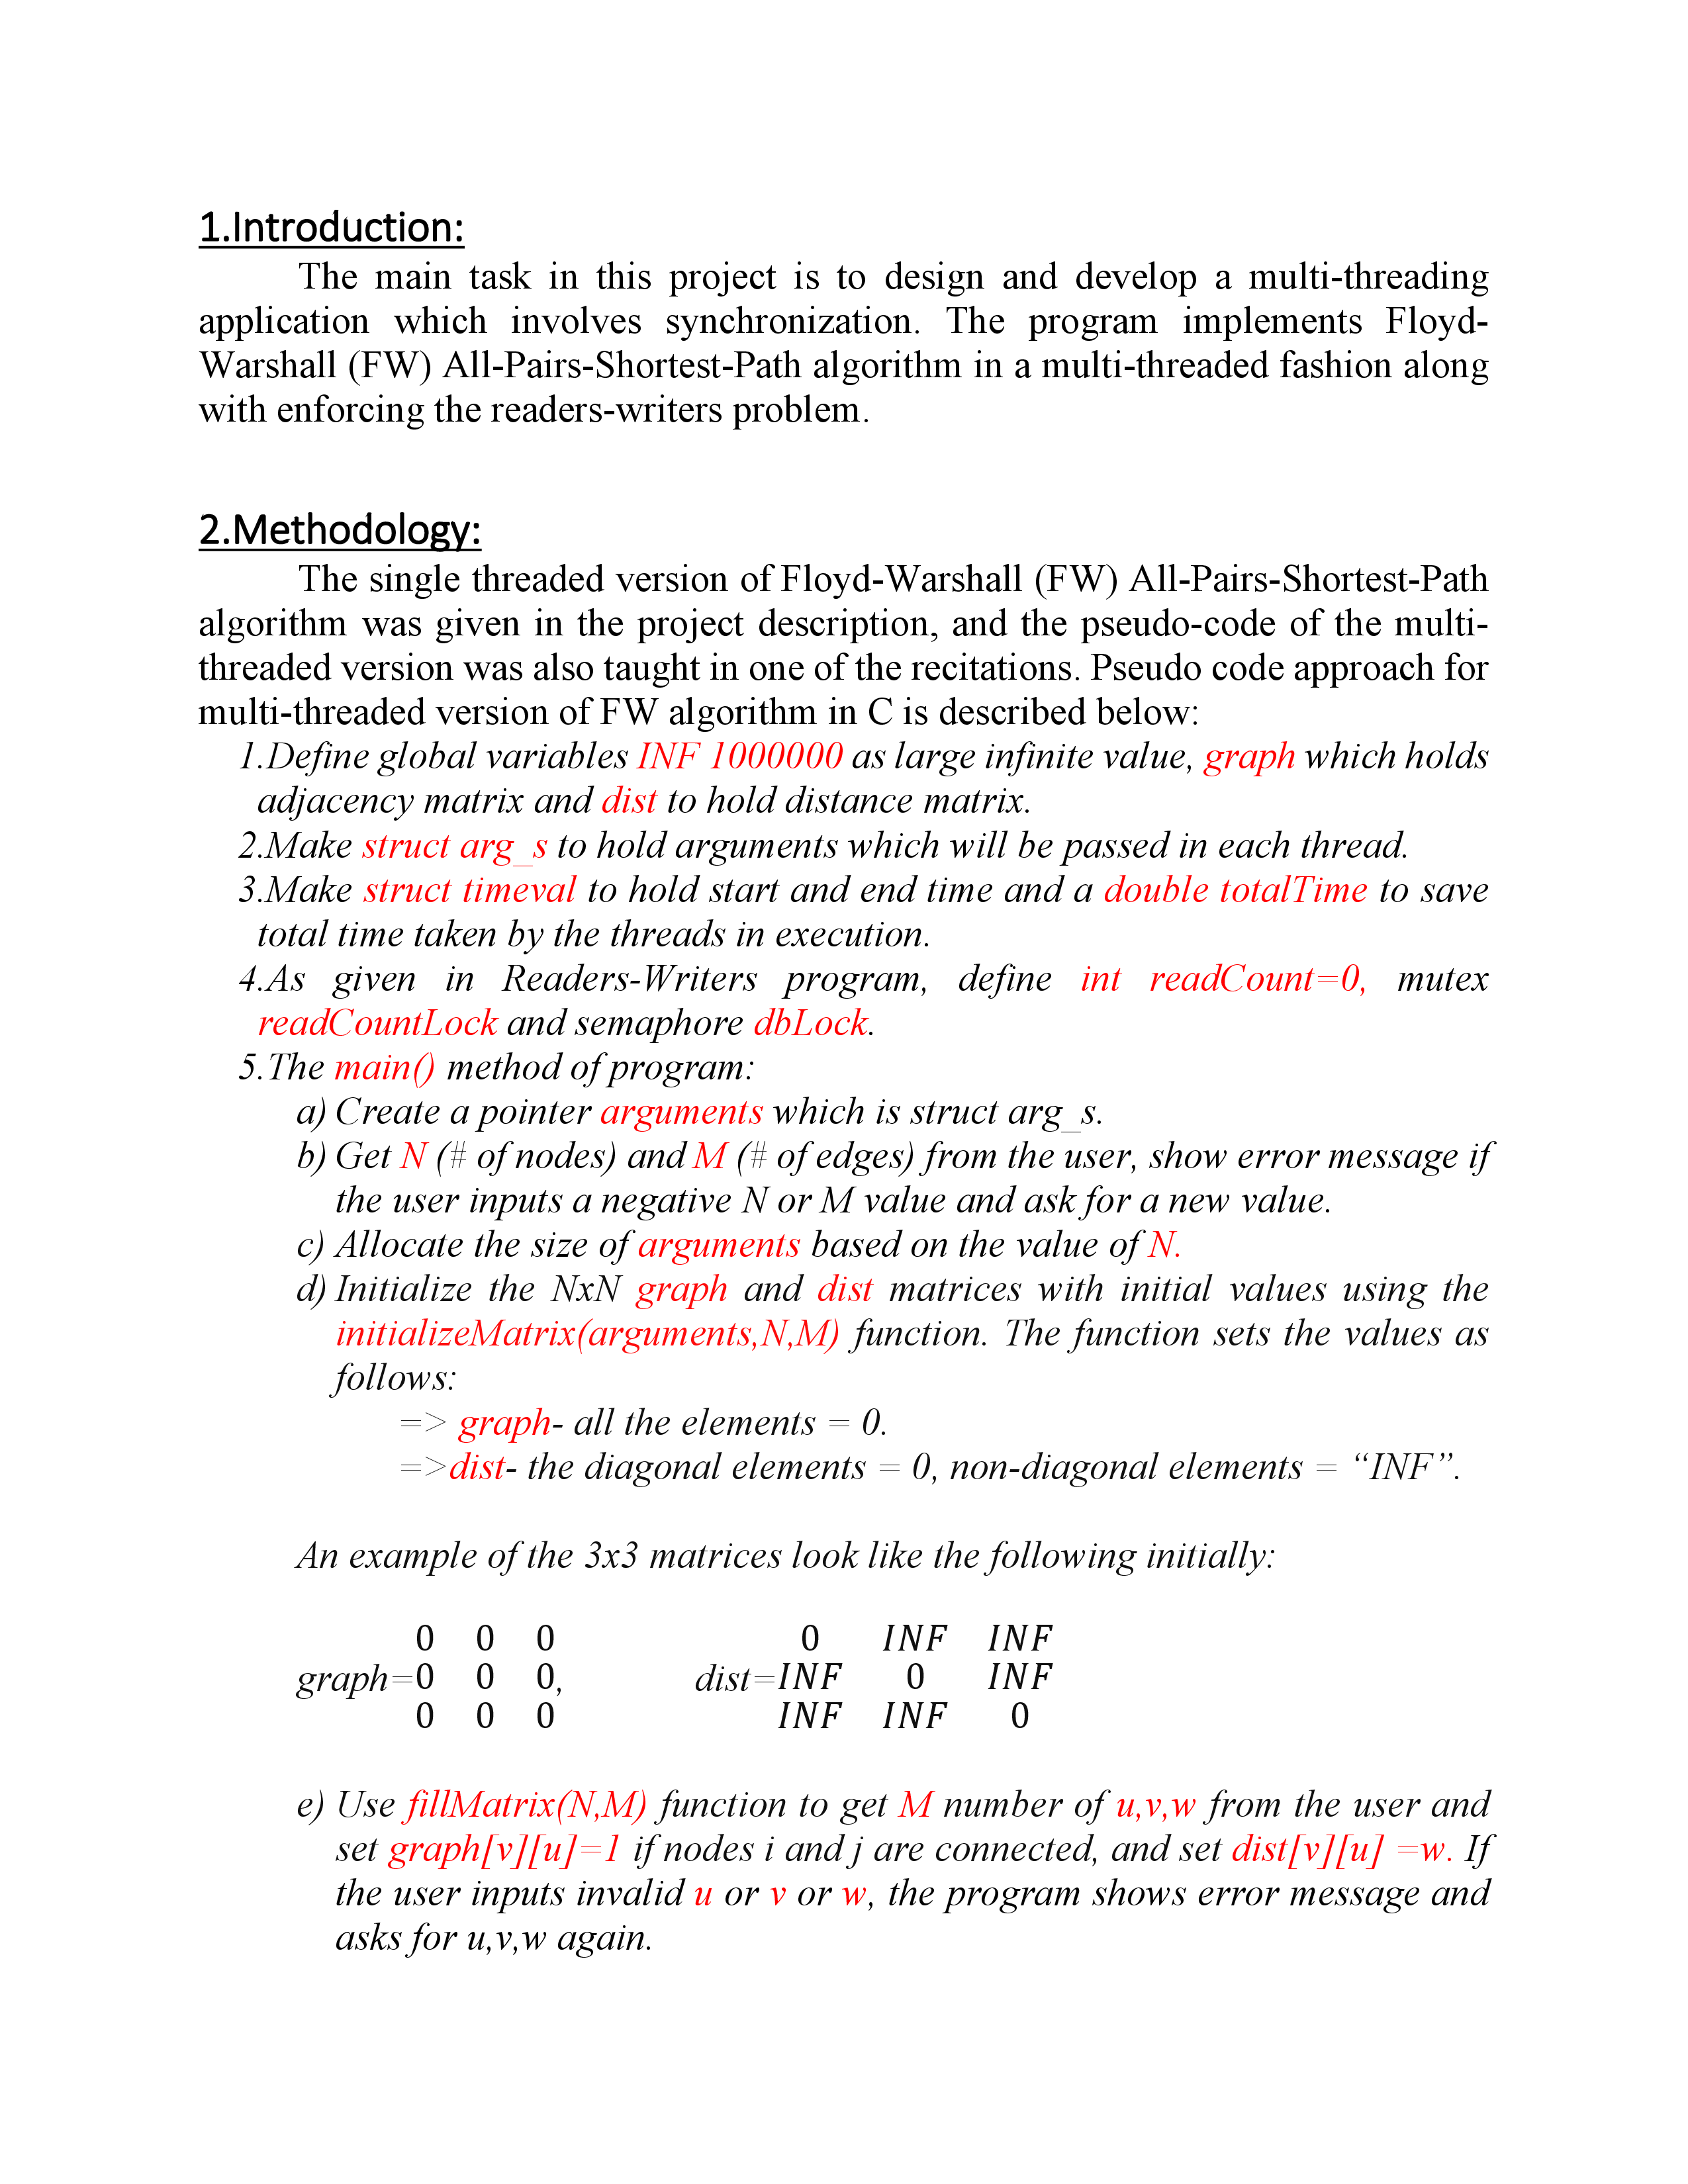 1.Introduction:
The main task in this project is to design and develop a multi-threading
application which involves synchronization. The program implements Floyd-
Warshall (FW) All-Pairs-Shortest-Path algorithm in a multi-threaded fashion along
with enforcing the readers-writers problem.
2.Methodology:
The single threaded version of Floyd-Warshall (FW) All-Pairs-Shortest-Path
algorithm was given in the project description, and the pseudo-code of the multi-
threaded version was also taught in one of the recitations. Pseudo code approach for
multi-threaded version of FW algorithm in C is described below:
1.Define global variables INF 1000000 as large infinite value, graph which holds
adjacency matrix and dist to hold distance matrix.
2.Make struct arg_s to hold arguments which will be passed in each thread.
3.Make struct timeval to hold start and end time and a double totalTime to save
total time taken by the threads in execution.
4.As given in Readers-Writers program, define int readCount=0, mutex
readCountLock and semaphore dbLock.
5.The main() method of program:
a) Create a pointer arguments which is struct arg_s.
b) Get N (# of nodes) and M (# of edges) from the user, show error message if
the user inputs a negative N or M value and ask for a new value.
c) Allocate the size of arguments based on the value of N.
d) Initialize the NxN graph and dist matrices with initial values using the
initializeMatrix(arguments,N,M) function. The function sets the values as
follows:
=> graph- all the elements = 0.
=>dist- the diagonal elements = 0, non-diagonal elements = “INF”.
An example of the 3x3 matrices look like the following initially:
0 0 0 0 INF INF
graph=0 0 0, dist=INF 0 INF
0 0 0 INF INF 0
e) Use fillMatrix(N,M) function to get M number of u,v,w from the user and
set graph[v][u]=1 if nodes i and j are connected, and set dist[v][u] =w. If
the user inputs invalid u or v or w, the program shows error message and
asks for u,v,w again.